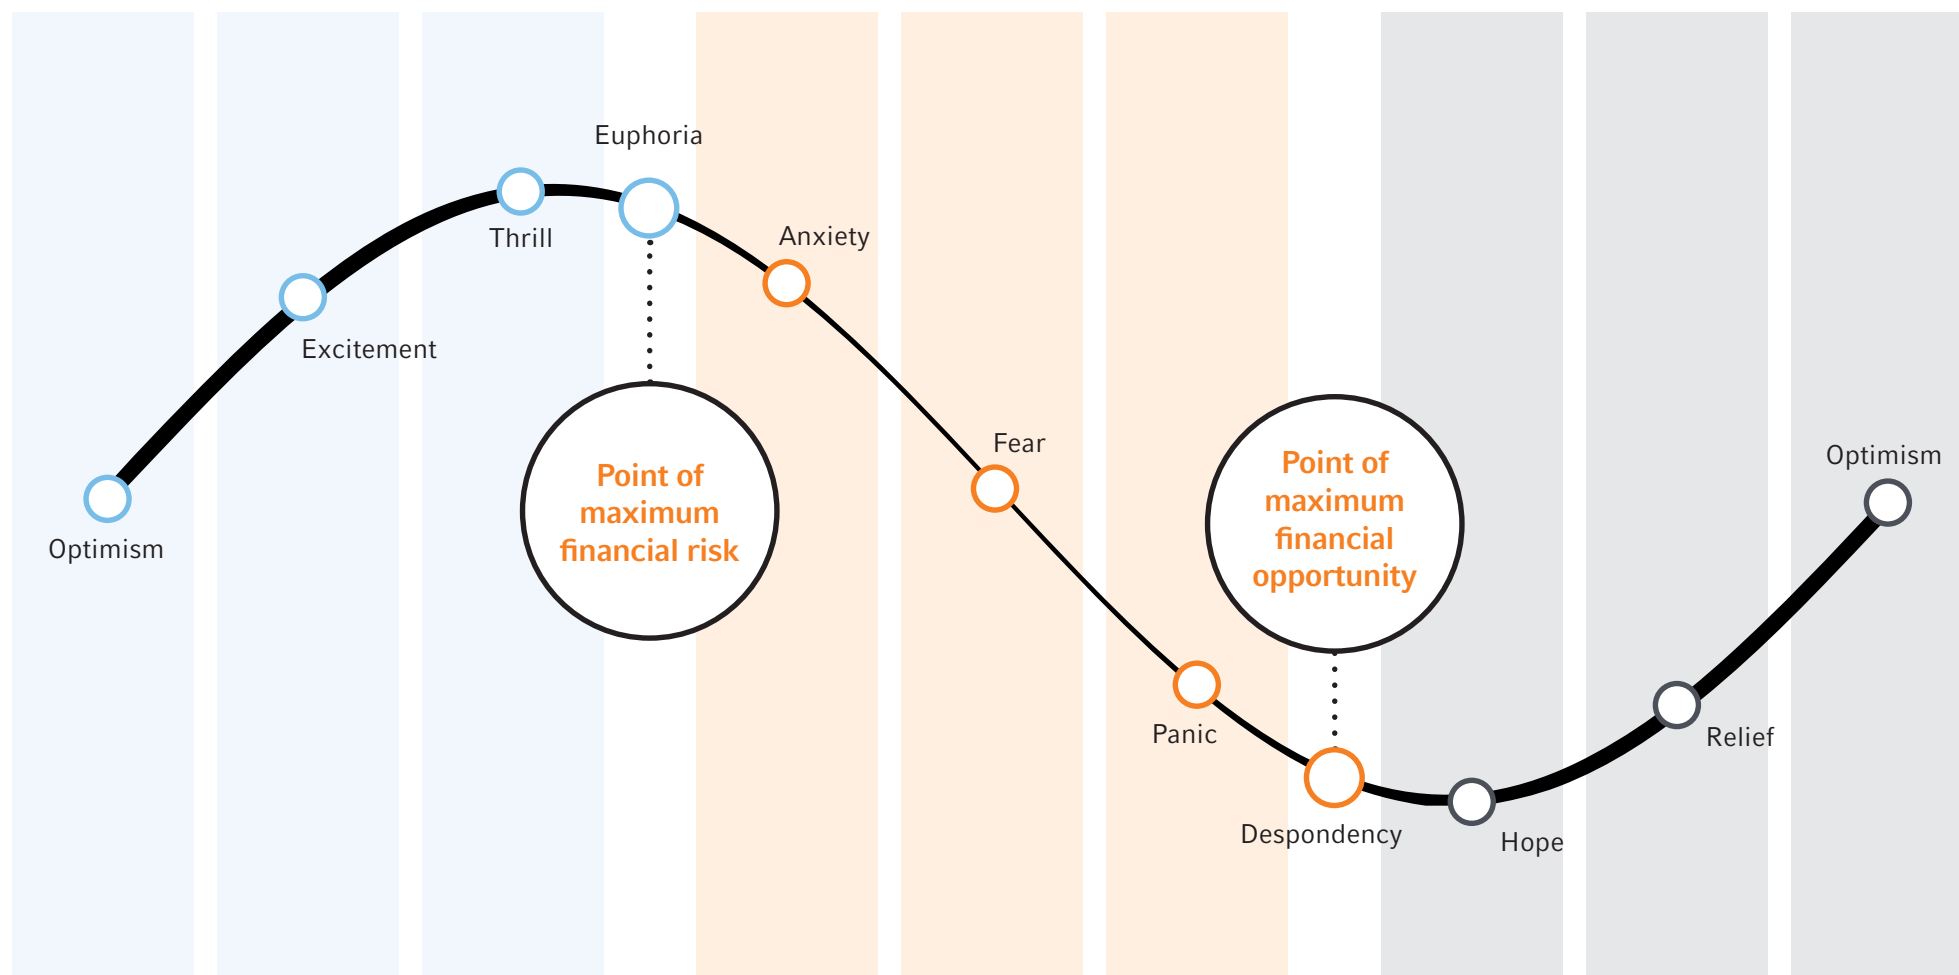 Euphoria
Thrill
Anxiety
Excitement
Optimism
Point of
maximum
financial risk
Fear
Point of
maximum
financial
opportunity
Optimism
Panic
Despondency
Hope
Relief